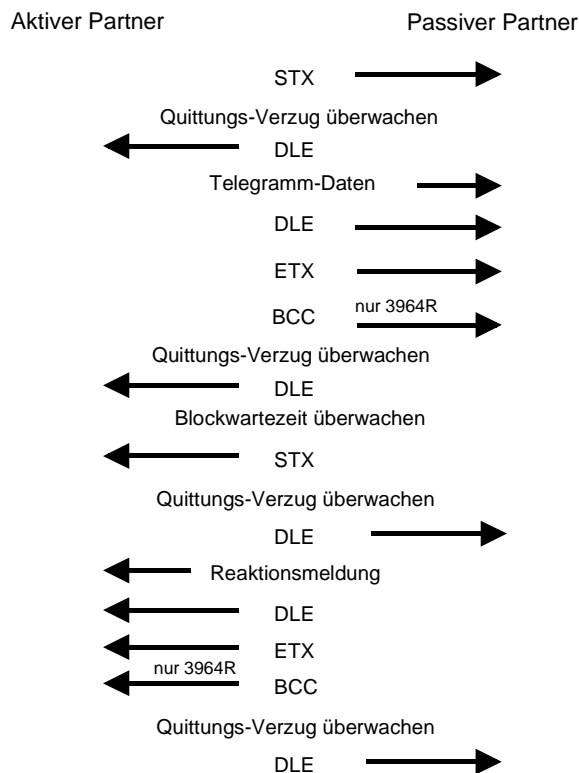 Aktiver Partner
Passiver Partner
STX
Quittungs-Verzug überwachen
DLE
Telegramm-Daten
DLE
ETX
nur 3964R
BCC
Quittungs-Verzug überwachen
DLE
Blockwartezeit überwachen
STX
Quittungs-Verzug überwachen
DLE
Reaktionsmeldung
DLE
ETX
nur 3964R
BCC
Quittungs-Verzug überwachen
DLE